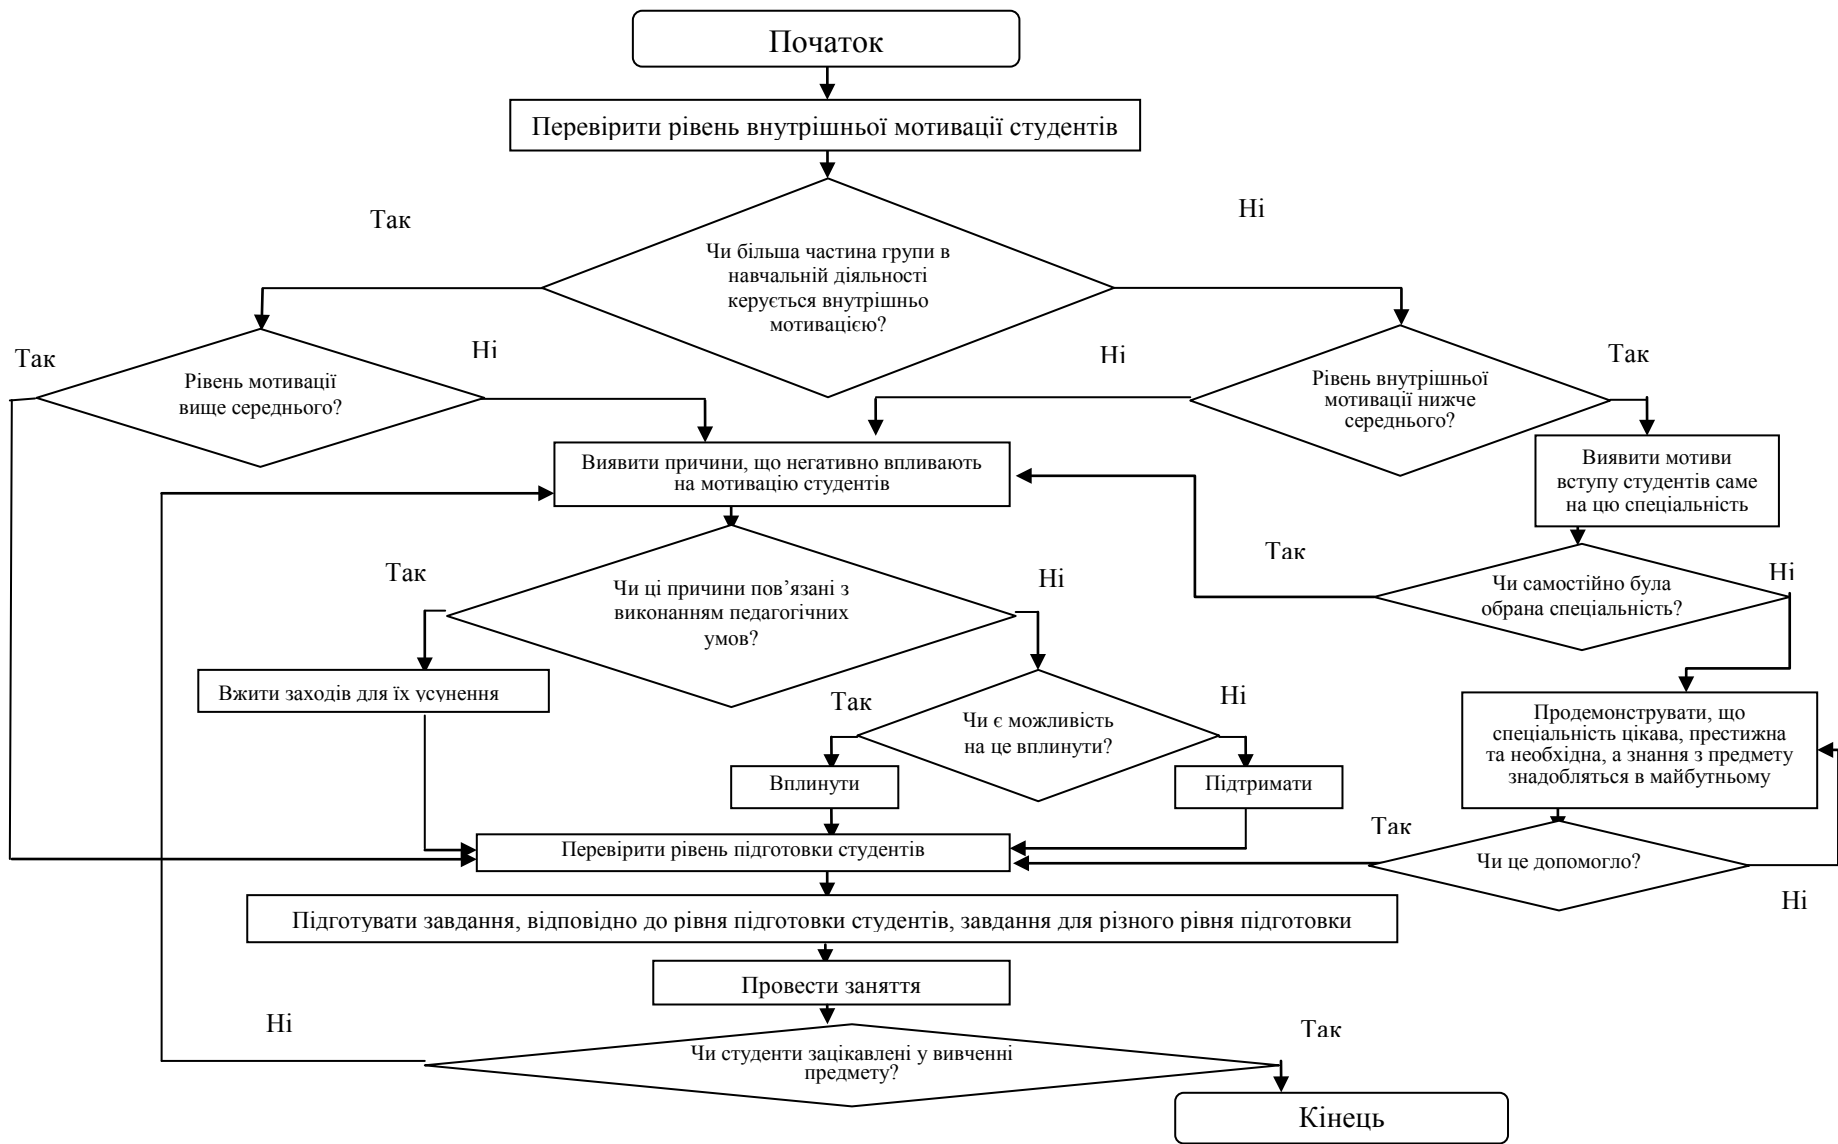 Початок
Перевірити рівень внутрішньої мотивації студентів
Так
Ні
Чи більша частина групи в
навчальній діяльності
керується внутрішньо
мотивацією?
Так
Ні
Ні
Так
Рівень мотивації
вище середнього?
Рівень внутрішньої
мотивації нижче
середнього?
Виявити причини, що негативно впливають
на мотивацію студентів
Виявити мотиви
вступу студентів саме
на цю спеціальність
Так
Ні
Так
Ні
Чи ці причини пов’язані з
виконанням педагогічних
умов?
Чи самостійно була
обрана спеціальність?
Вжити заходів для їх усунення
Так
Ні
Чи є можливість
на це вплинути?
Продемонструвати, що
спеціальність цікава, престижна
та необхідна, а знання з предмету
знадобляться в майбутньому
Вплинути
Підтримати
Так
Перевірити рівень підготовки студентів
Чи це допомогло?
Ні
Підготувати завдання, відповідно до рівня підготовки студентів, завдання для різного рівня підготовки
Провести заняття
Ні
Так
Чи студенти зацікавлені у вивченні
предмету?
Кінець